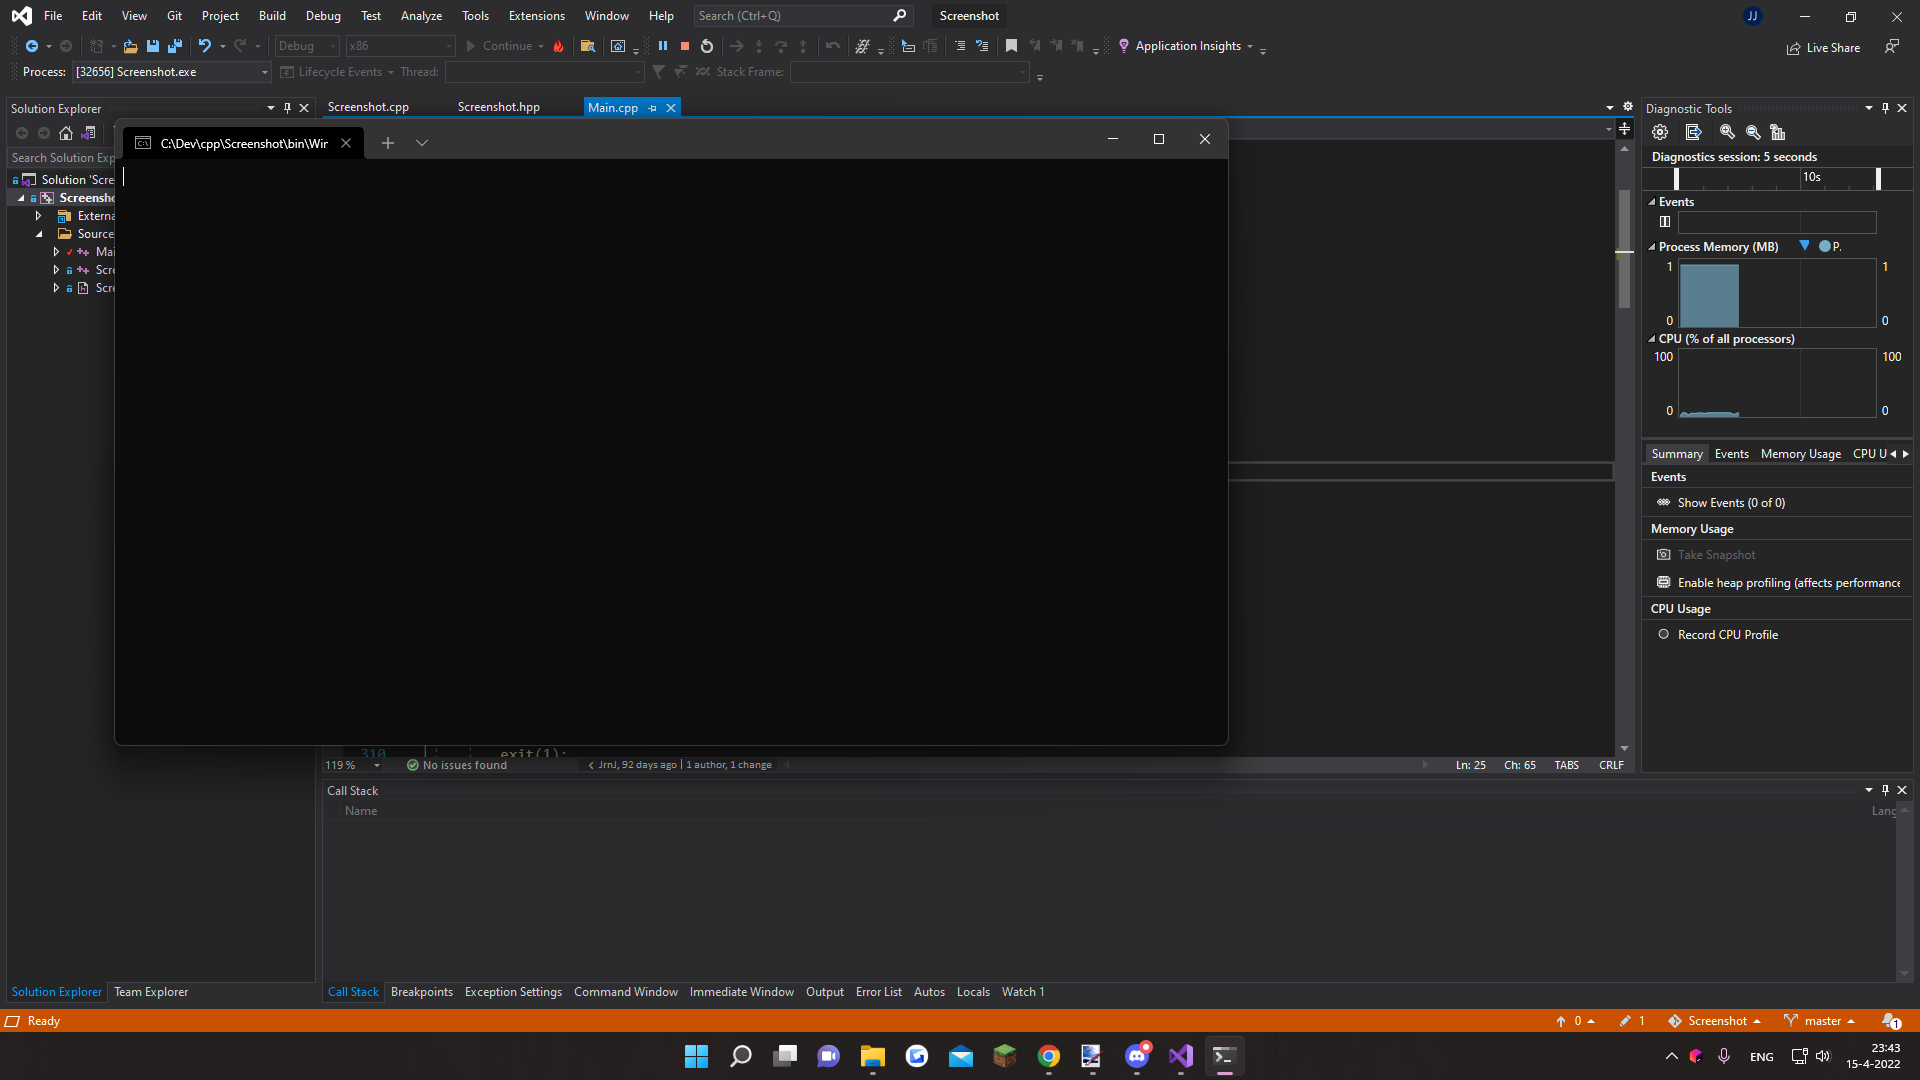 File Edit View Git Project Build Debug Test Analyze Tools Extensions Window Help Search (Ctrl+Q) Screenshot JJ
Debug x86 Continue Application Insights Live Share
Process: [32656] Screenshot.exe Lifecycle Events Thread: Stack Frame:
Solution Explorer
Screenshot.cpp Screenshot.hpp Main.cpp
Diagnostic Tools
C:\Dev\cpp\Screenshot\bin\Wir
Search Solution Exp
Solution 'Scre
Screensho
Externa
Source
Mai
Scre
Scre
Diagnostics session: 5 seconds
10s
Events
Process Memory (MB) P.
1 1
0 0
CPU (% of all processors)
100 100
0 0
Summary Events Memory Usage CPU U
Events
Show Events (0 of 0)
Memory Usage
Take Snapshot
Enable heap profiling (affects performance
CPU Usage
Record CPU Profile
310 exit(1);
119 % No issues found JrnJ, 92 days ago | 1 author, 1 change Ln: 25 Ch: 65 TABS CRLF
Call Stack
Name Lang
Solution Explorer Team Explorer
Call Stack Breakpoints Exception Settings Command Window Immediate Window Output Error List Autos Locals Watch 1
Ready 0 1 Screenshot master 1
ENG 23:43
15-4-2022